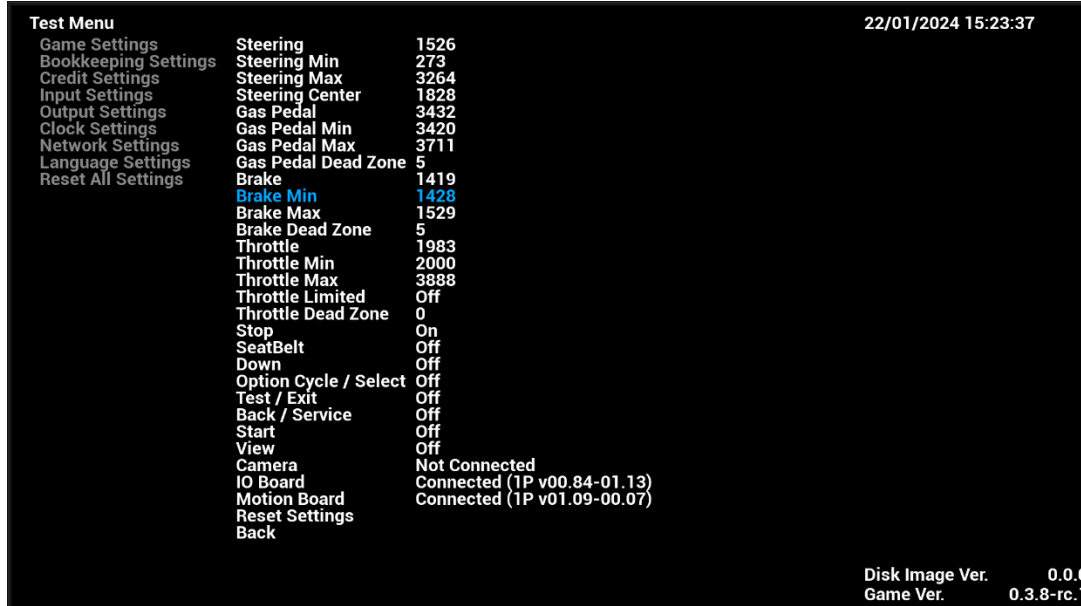 Test Menu 22/01/2024 15:23:37
Game Settings Steering 1526
Bookkeeping Settings Steering Min 273
Credit Settings Steering Max 3264
Input Settings Steering Center 1828
Output Settings Gas Pedal 3432
Clock Settings Gas Pedal Min 3420
Network Settings Gas Pedal Max 3711
Language Settings Gas Pedal Dead Zone 5
Reset All Settings Brake 1419
Brake Min 1428
Brake Max 1529
Brake Dead Zone 5
Throttle 1983
Throttle Min 2000
Throttle Max 3888
Throttle Limited Off
Throttle Dead Zone 0
Stop On
SeatBelt Off
Down Off
Option Cycle / Select Off
Test / Exit Off
Back / Service Off
Start Off
View Off
Camera Not Connected
IO Board Connected (1P v00.84-01.13)
Motion Board Connected (1P v01.09-00.07)
Reset Settings
Back
Disk Image Ver. 0.0.
Game Ver. 0.3.8-rc.